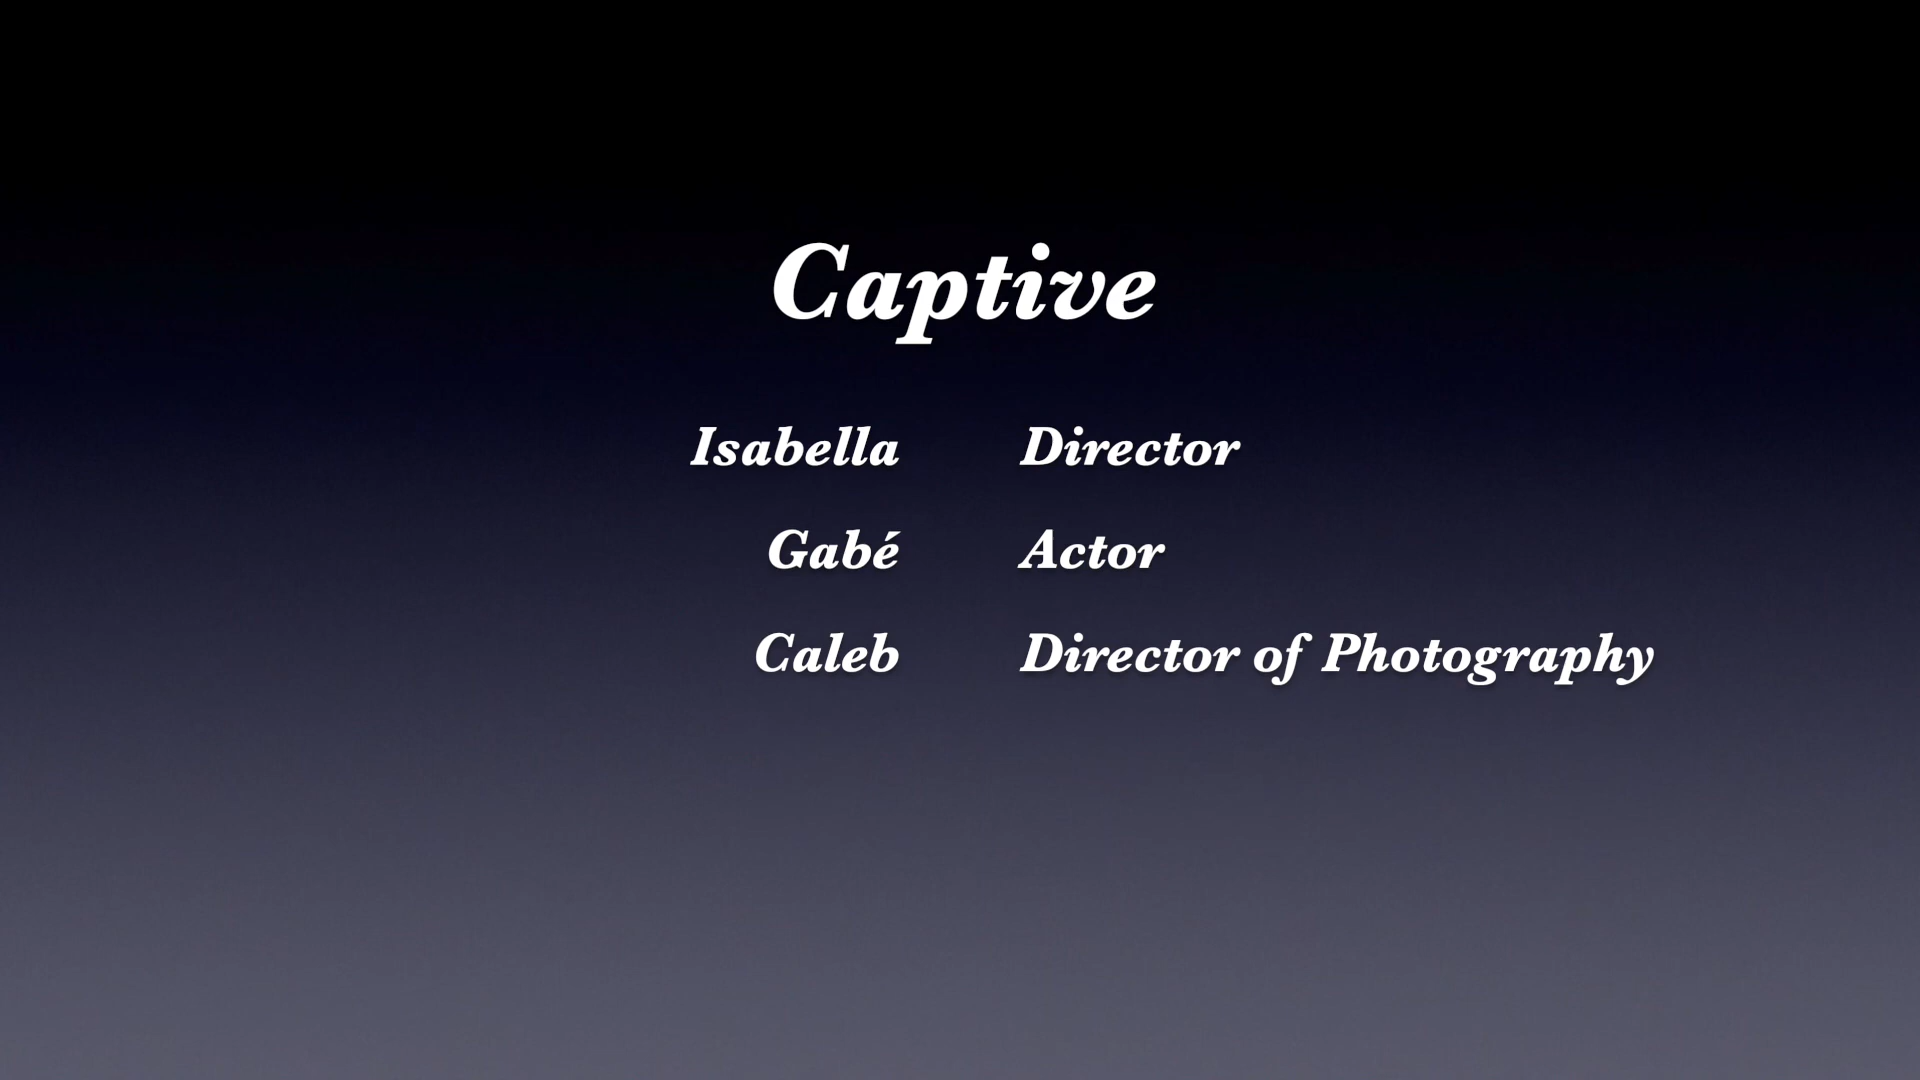 Captive
Isabella Director
Gabé Actor
Caleb Director of Photography